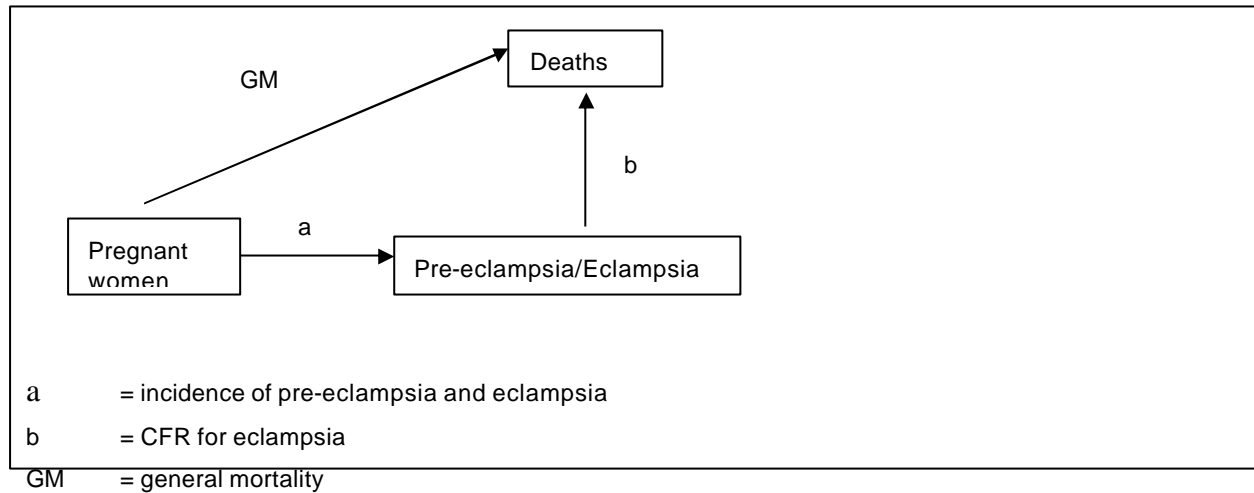 Deaths
GM
b
a
Pregnant
women
Pre-eclampsia/Eclampsia
a = incidence of pre-eclampsia and eclampsia
b = CFR for eclampsia
GM = general mortality